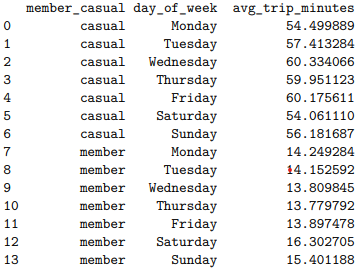 member_casual day_of_week avg_trip_minutes
0 casual Monday 54.499889
1 casual Tuesday 57.413284
2 casual Wednesday 60.334066
3 casual Thursday 59.951123
4 casual Friday 60.175611
5 casual Saturday 54.061110
6 casual Sunday 56.181687
7 member Monday 14.249284
8 member Tuesday 14.152592
9 member Wednesday 13.809845
10 member Thursday 13.779792
11 member Friday 13.897478
12 member Saturday 16.302705
13 member Sunday 15.401188